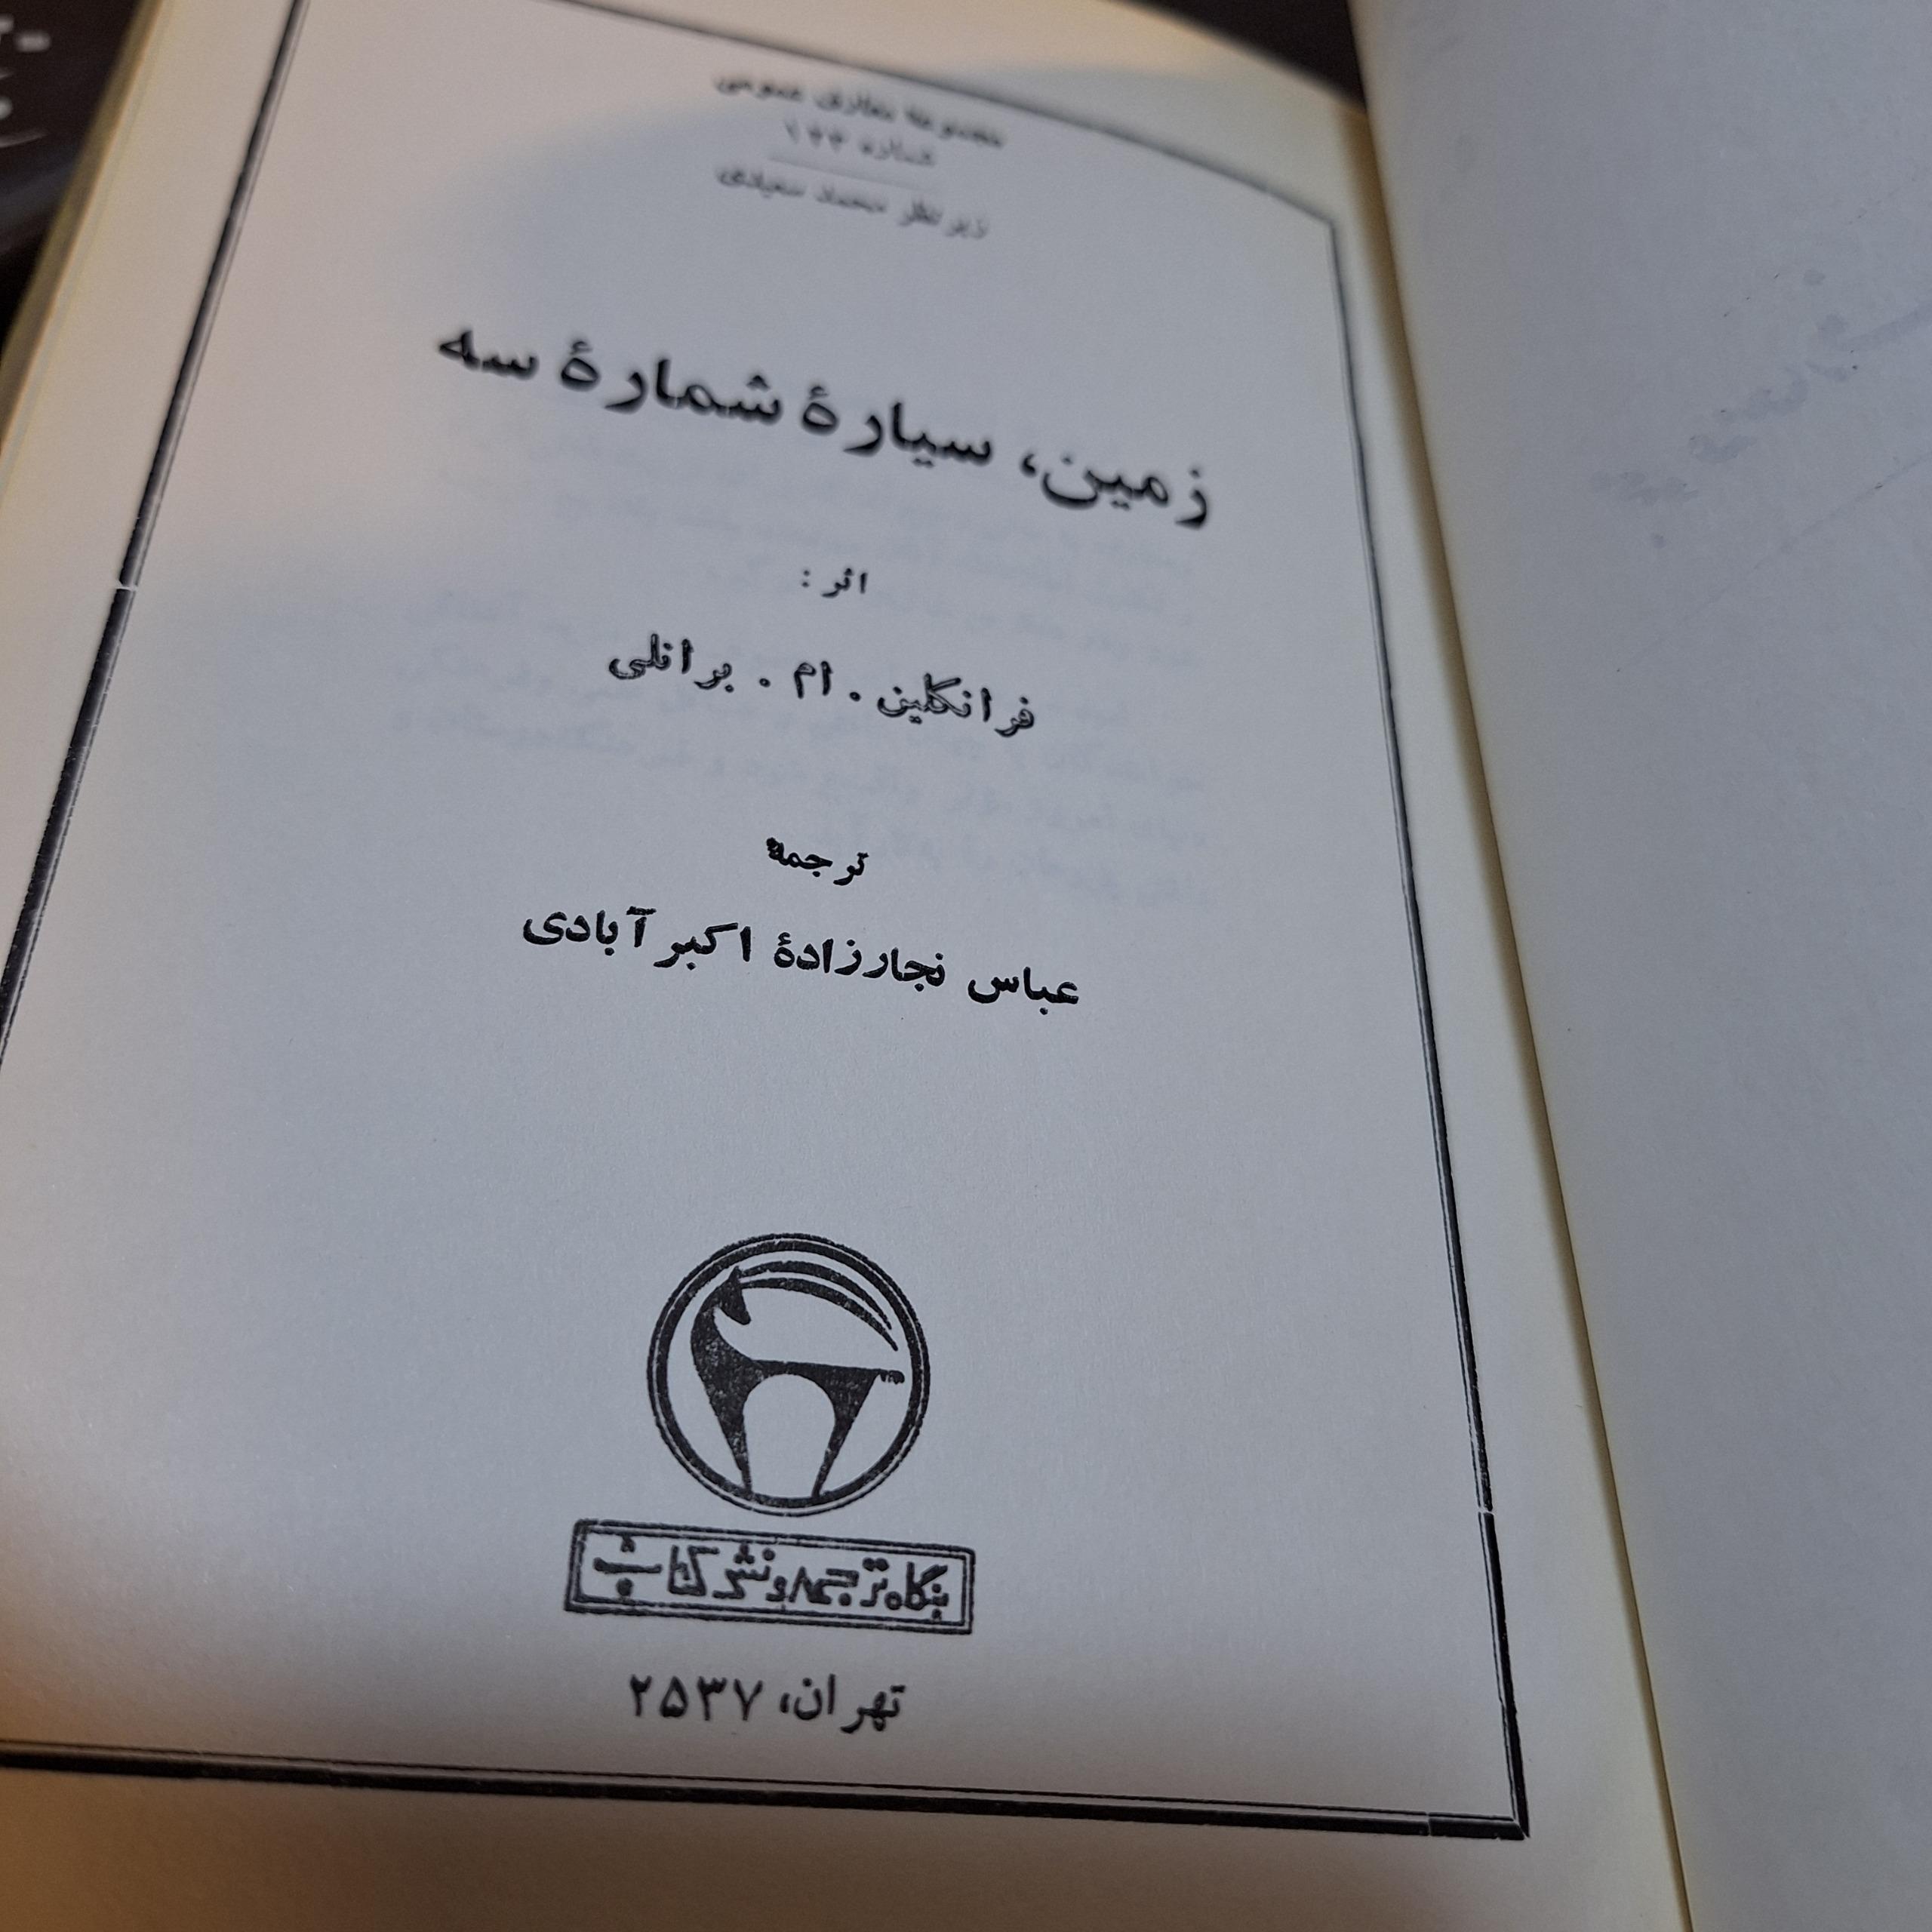 مجموعهٔ معارف عمومی
شماره
زیر نظر محمد سعیدی
زمین، سیارهٔ شمارهٔ سه
اثر :
فرانکلین . ام . برانلی
ترجمهٔ
عباس نجارزادهٔ اکبرآبادی
بنگاه ترجمه و نشر کتاب
تهران، ۲۵۳۷